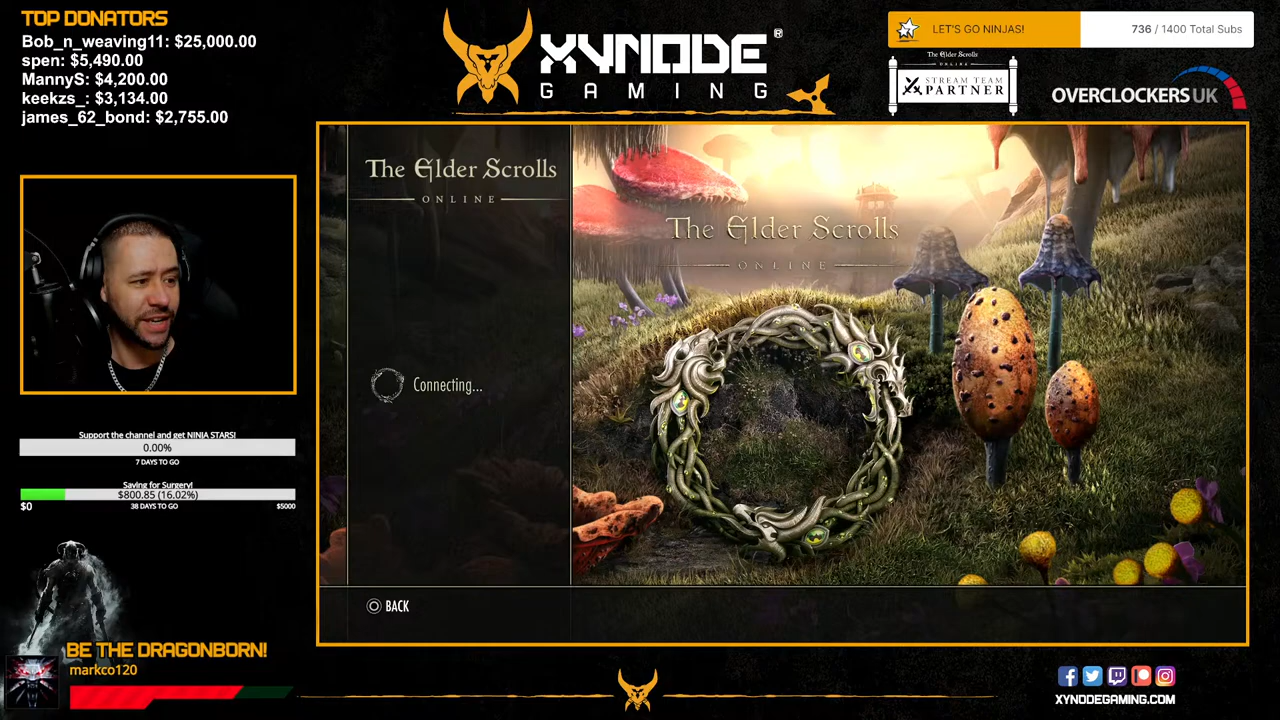 TOP DONATORS
Bob_n_weaving11: $25,000.00
spen: $5,490.00
MannyS: $4,200.00
keekzs_: $3,134.00
james_62_bond: $2,755.00
XYNODE®
GAMING
LET'S GO NINJAS!
736 / 1400 Total Subs
The Elder Scrolls
ONLINE
STREAM TEAM
PARTNER
OVERCLOCKERS UK
The Elder Scrolls
ONLINE
The Elder Scrolls
ONLINE
Connecting...
BACK
Support the channel and get NINJA STARS!
0.00%
7 DAYS TO GO
Saving for Surgery!
$800.85 (16.02%)
$0
38 DAYS TO GO
$5000
BE THE DRAGONBORN!
markco120
XYNODEGAMING.COM